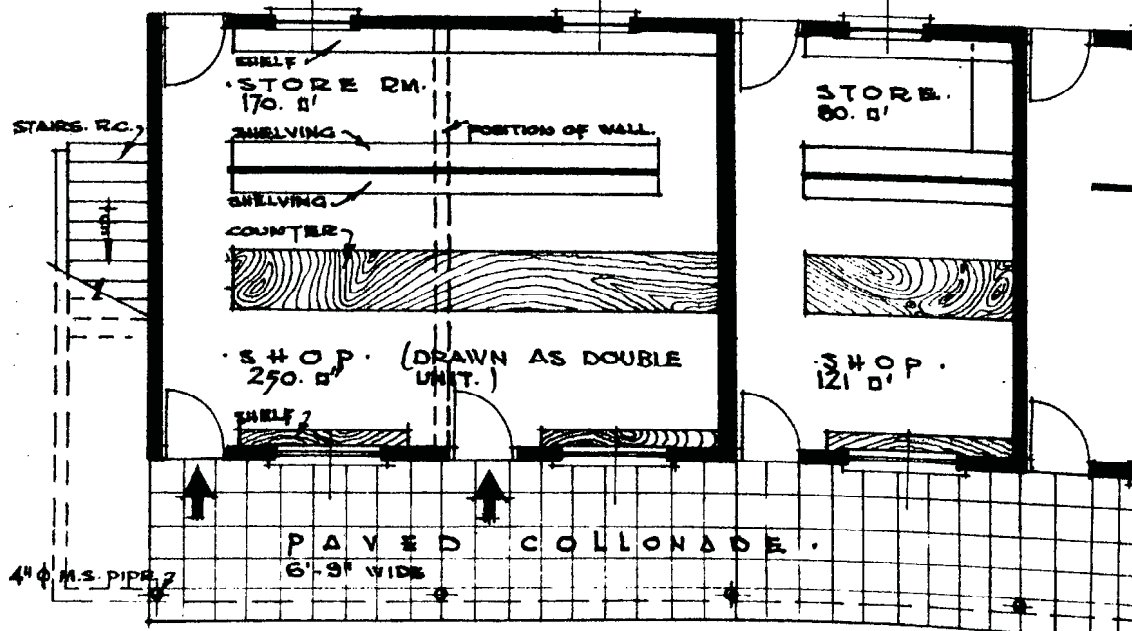 SHELF
·STORE RM.
170. □'
STORE.
80. □'
STAIRS. R.C.
SHELVING
POSITION OF WALL.
SHELVING
COUNTER
·SHOP. (DRAWN AS DOUBLE
250. □' UNIT.)
·SHOP.
121 □'
SHELF
PAVED COLLONADE.
6'-9" WIDE
4"ϕ M.S. PIPE